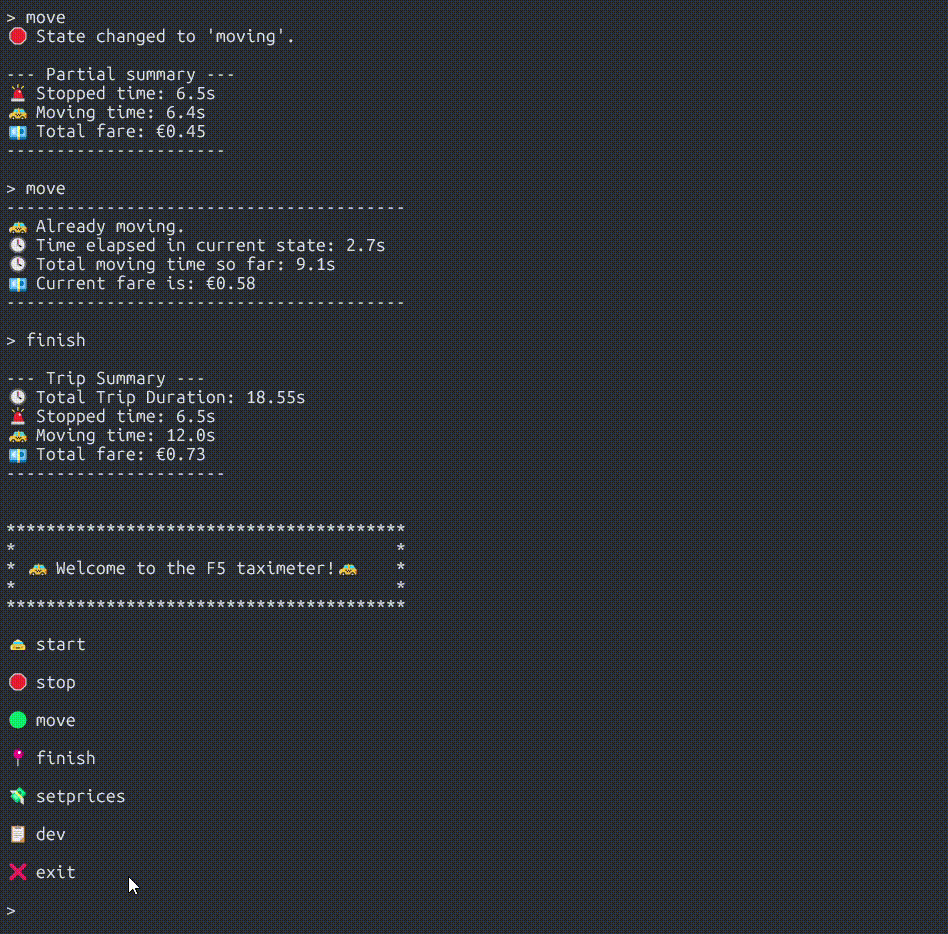 > move
🛑 State changed to 'moving'.
--- Partial summary ---
🚨 Stopped time: 6.5s
🚕 Moving time: 6.4s
💶 Total fare: €0.45
----------------------
> move
----------------------------------------
🚕 Already moving.
🕓 Time elapsed in current state: 2.7s
🕓 Total moving time so far: 9.1s
💶 Current fare is: €0.58
----------------------------------------
> finish
--- Trip Summary ---
🕓 Total Trip Duration: 18.55s
🚨 Stopped time: 6.5s
🚕 Moving time: 12.0s
💶 Total fare: €0.73
----------------------
****************************************
*                                      *
* 🚕 Welcome to the F5 taximeter!🚕    *
*                                      *
****************************************
🚖 start
🛑 stop
🟢 move
📍 finish
💸 setprices
📋 dev
❌ exit
>